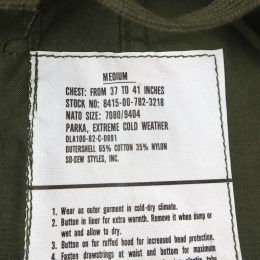 MEDIUM
CHEST: FROM 37 TO 41 INCHES
STOCK NO: 8415-00-782-3218
NATO SIZE: 7080/9404
PARKA, EXTREME COLD WEATHER
DLA100-82-C-0691
OUTERSHELL 65% COTTON 35% NYLON
SO-SEW STYLES, INC.
1. Wear as outer garment in cold-dry climate.
2. Button in liner for extra warmth. Remove when damp or
wet and allow to dry.
3. Button on fur ruffed hood for increased head protection.
4. Fasten drawstrings at waist and bottom for maximum